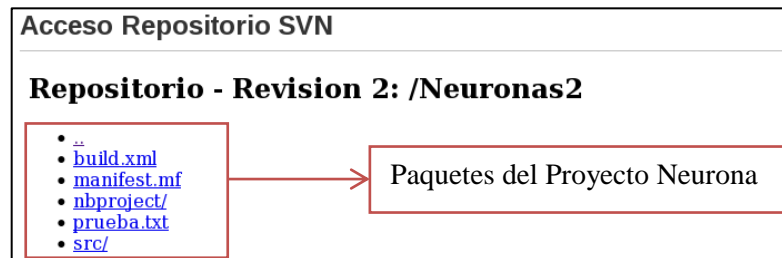 Acceso Repositorio SVN
Repositorio - Revision 2: /Neuronas2
..
build.xml
manifest.mf
nbproject/
prueba.txt
src/
Paquetes del Proyecto Neurona